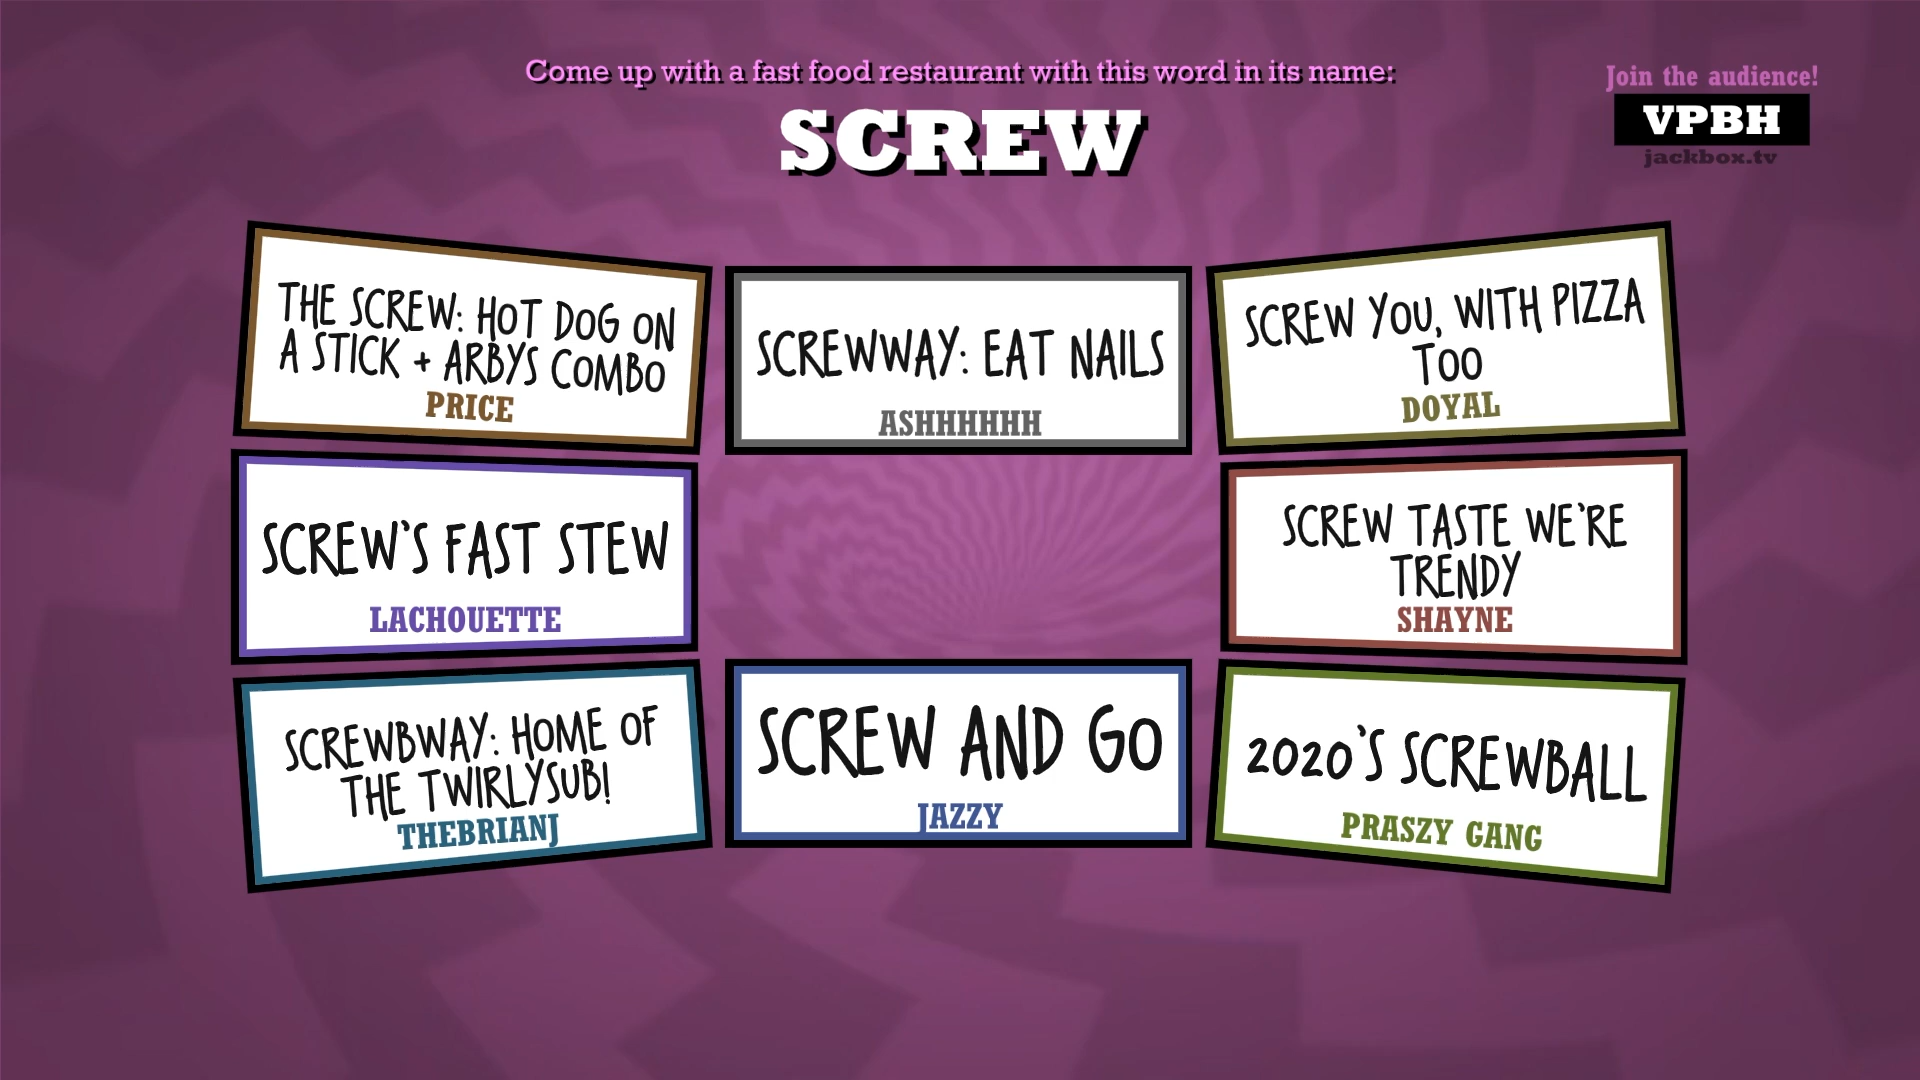 Come up with a fast food restaurant with this word in its name:
SCREW
Join the audience!
VPBH
jackbox.tv
THE SCREW: HOT DOG ON
A STICK + ARBYS COMBO
PRICE
SCREWWAY: EAT NAILS
ASHHHHHH
SCREW YOU, WITH PIZZA
TOO
DOYAL
SCREW'S FAST STEW
LACHOUETTE
SCREW TASTE WE'RE
TRENDY
SHAYNE
SCREWBWAY: HOME OF
THE TWIRLYSUB!
THEBRIANJ
SCREW AND GO
JAZZY
2020'S SCREWBALL
PRASZY GANG